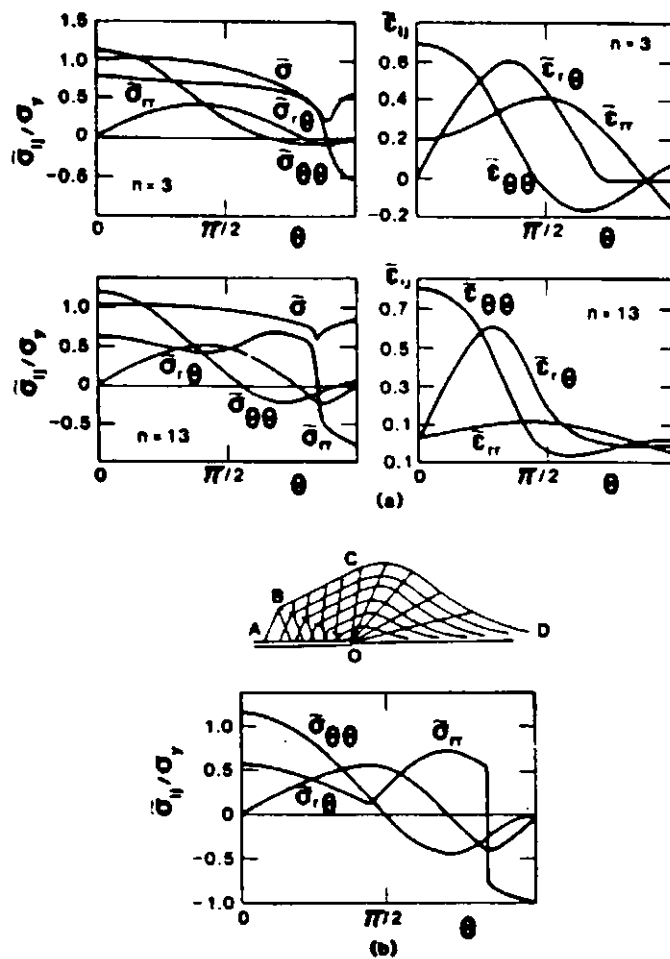 σ̃ij/σy
1.5
1.0
0.5
0
-0.5
σ̃
σ̃rr
σ̃rθ
σ̃θθ
n = 3
0
π/2
θ
ε̃ij
0.8
0.6
0.4
0.2
0
-0.2
n = 3
ε̃rθ
ε̃rr
ε̃θθ
0
π/2
θ
σ̃ij/σy
1.0
0.5
0
-0.5
σ̃
σ̃rθ
σ̃θθ
σ̃rr
n = 13
0
π/2
θ
ε̃ij
0.7
0.5
0.3
0.1
0.1
ε̃θθ
n = 13
ε̃rθ
ε̃rr
0
π/2
θ
(a)
C
B
A
D
O
σ̃ij/σy
1.0
0.5
0
-0.5
-1.0
σ̃θθ
σ̃rr
σ̃rθ
0
π/2
θ
(b)